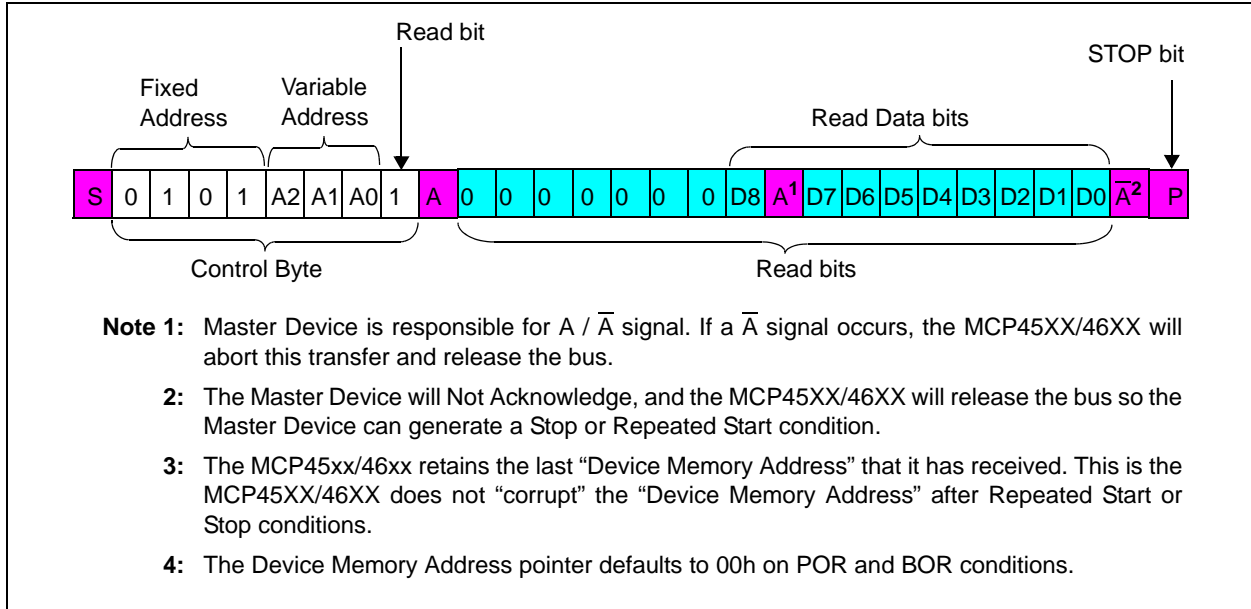 Read bit
STOP bit
Fixed Address
Variable Address
Read Data bits
S 0 1 0 1 A2 A1 A0 1 A 0 0 0 0 0 0 0 D8 A1 D7 D6 D5 D4 D3 D2 D1 D0 A̅2 P
Control Byte
Read bits
Note 1: Master Device is responsible for A / A̅ signal. If a A̅ signal occurs, the MCP45XX/46XX will
abort this transfer and release the bus.
2: The Master Device will Not Acknowledge, and the MCP45XX/46XX will release the bus so the
Master Device can generate a Stop or Repeated Start condition.
3: The MCP45xx/46xx retains the last “Device Memory Address” that it has received. This is the
MCP45XX/46XX does not “corrupt” the “Device Memory Address” after Repeated Start or
Stop conditions.
4: The Device Memory Address pointer defaults to 00h on POR and BOR conditions.